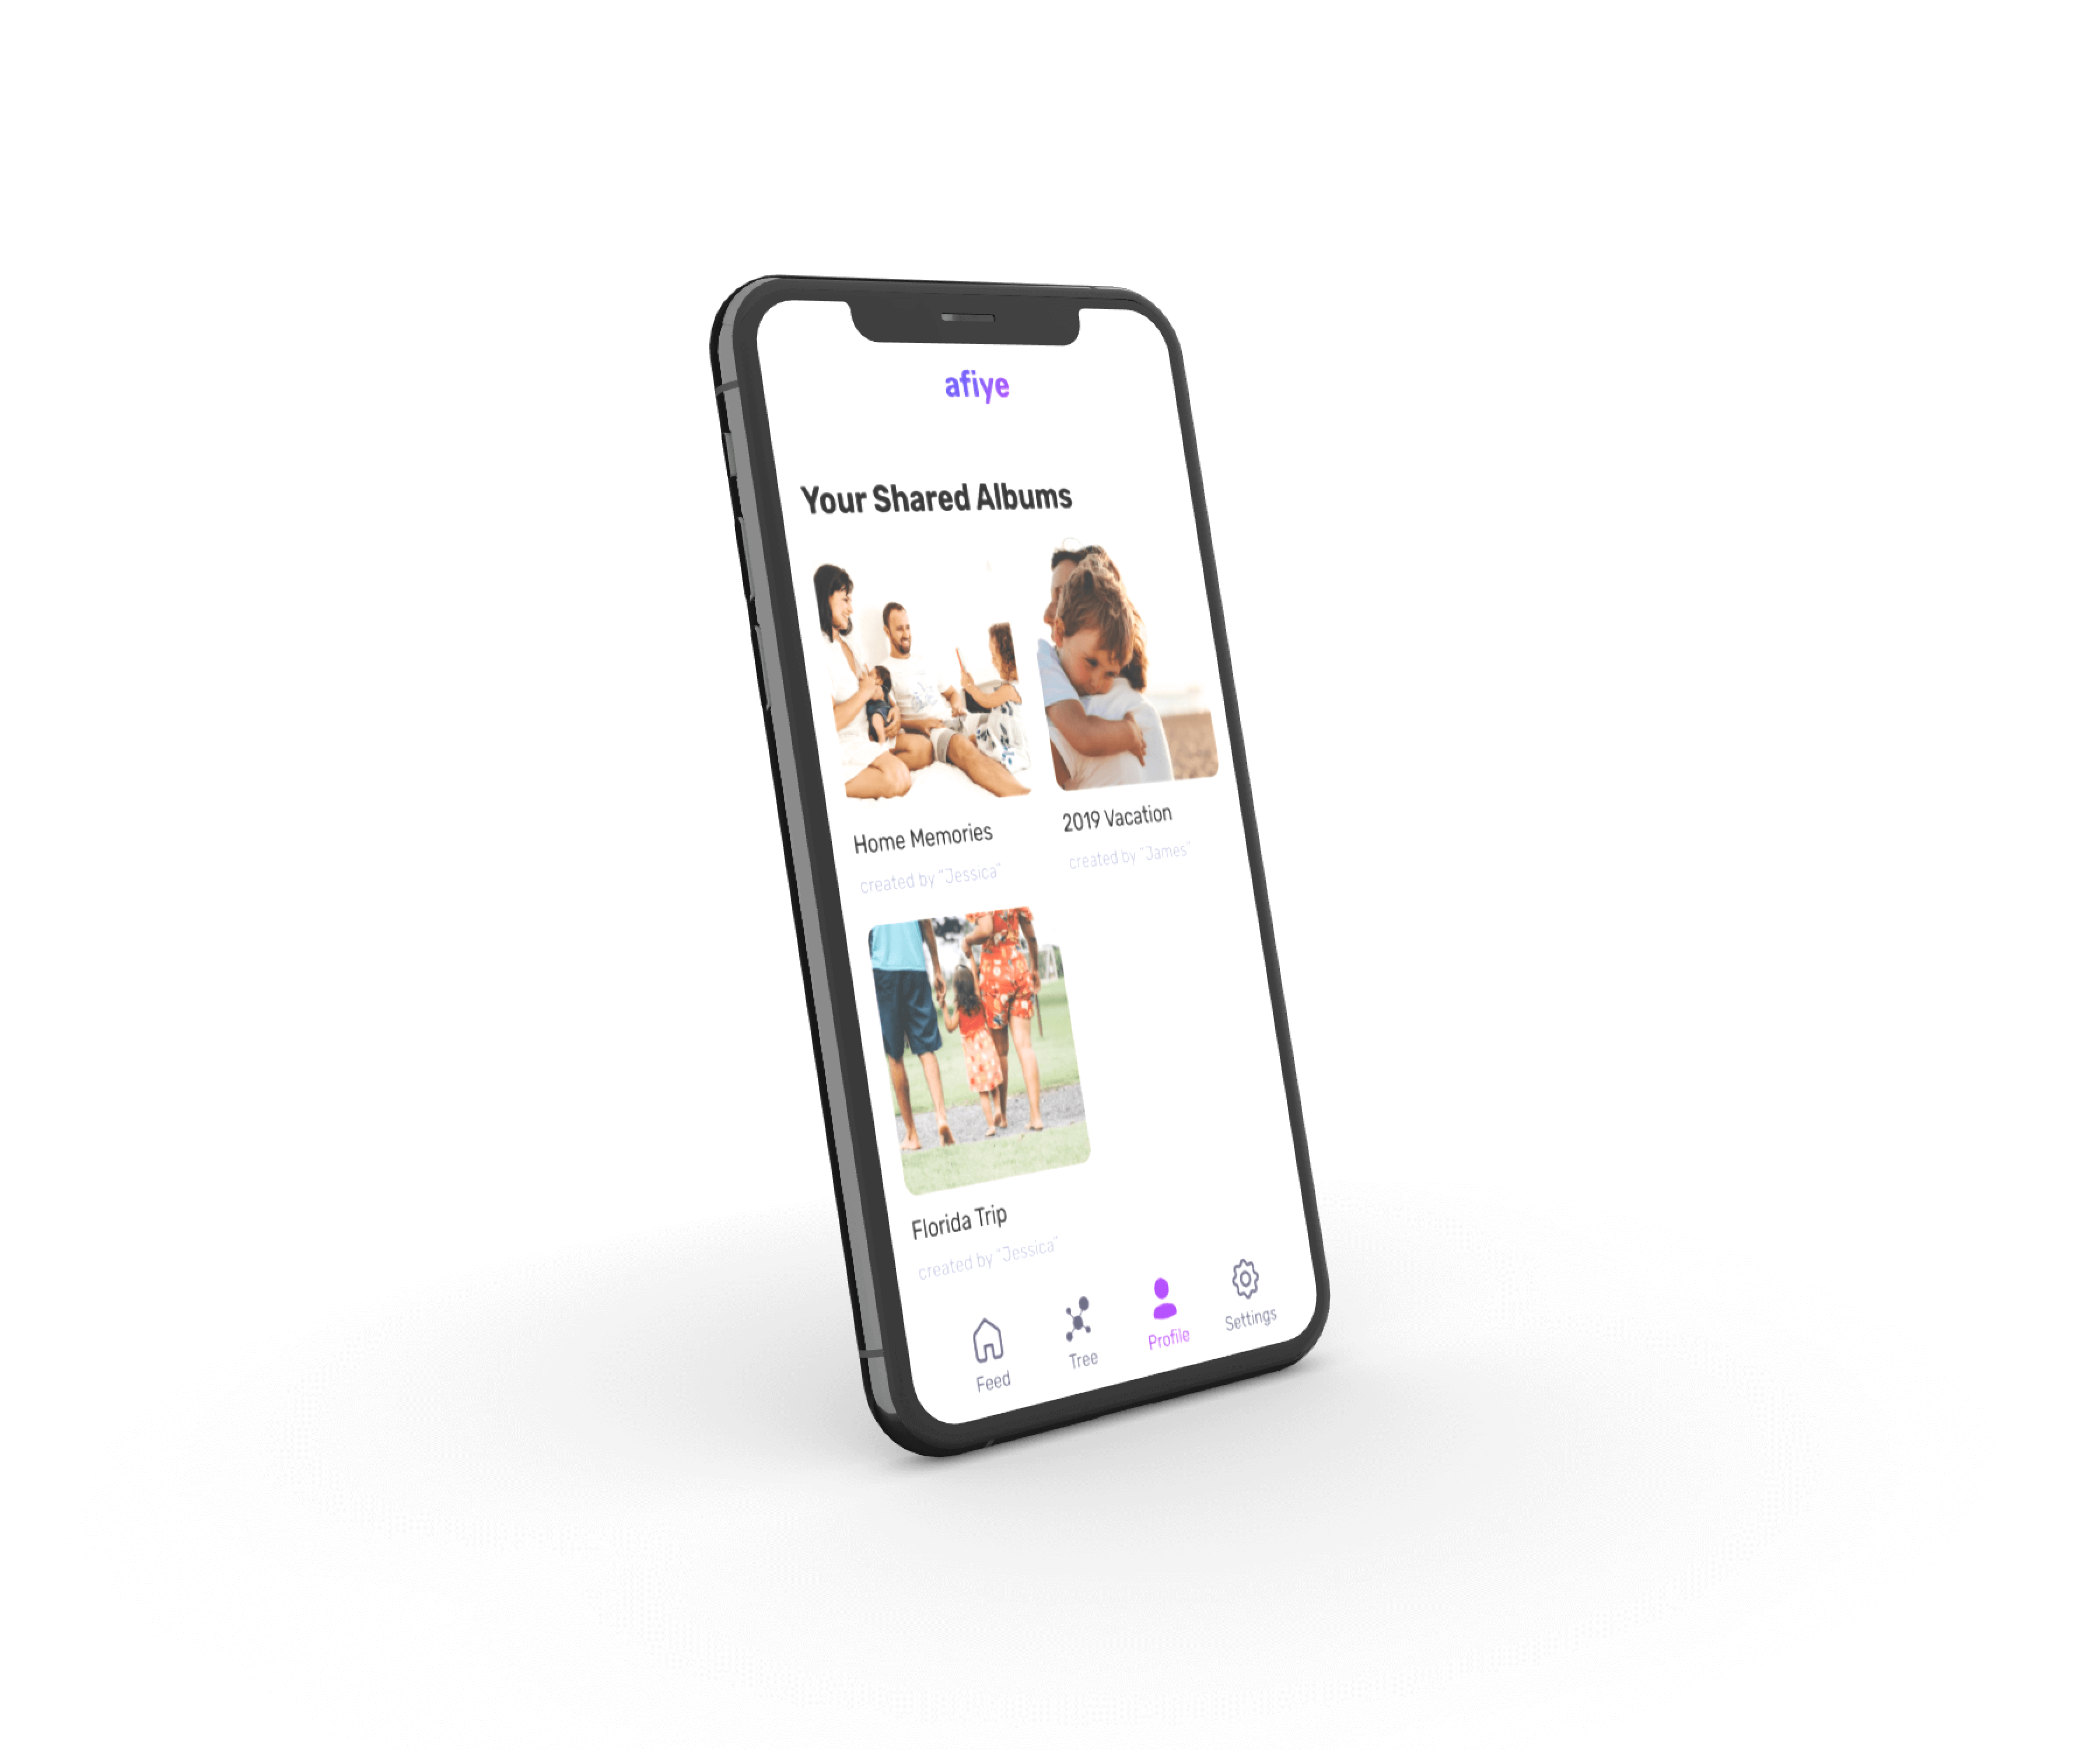 afiye
Your Shared Albums
Home Memories
created by "Jessica"
2019 Vacation
created by "James"
Florida Trip
created by "Jessica"
Feed
Tree
Profile
Settings